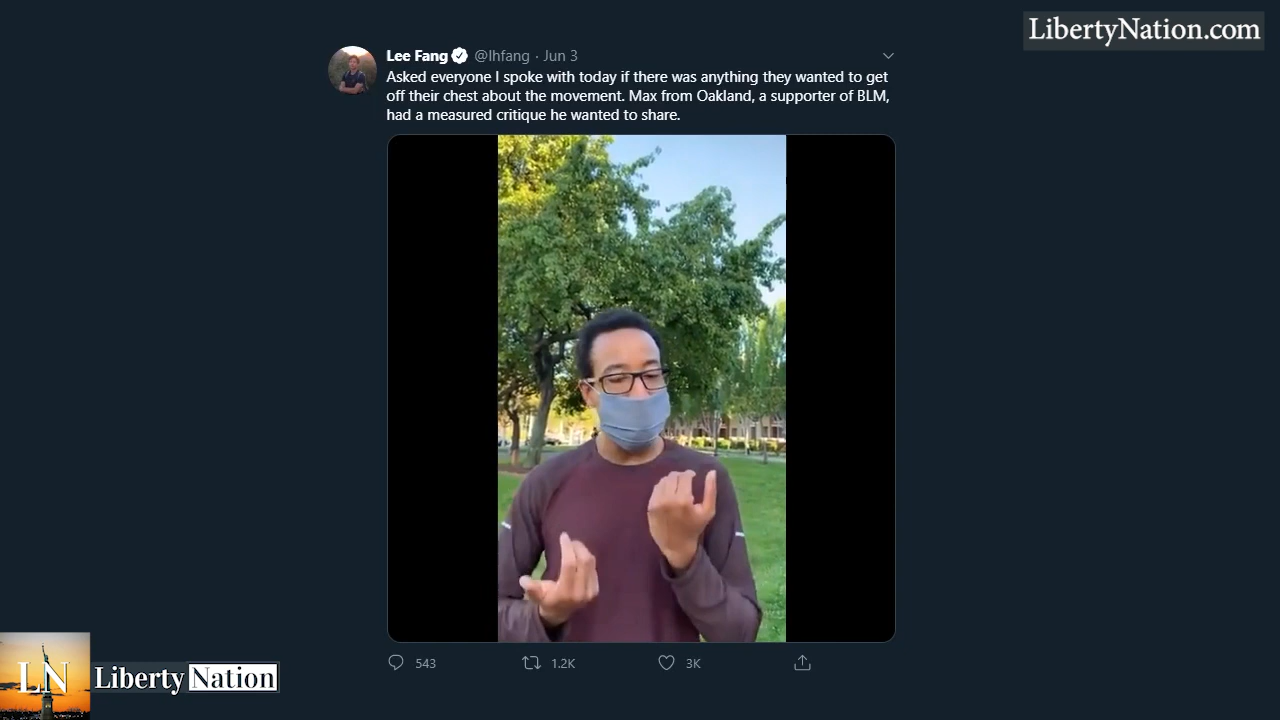 LibertyNation.com
Lee Fang @lhfang · Jun 3
Asked everyone I spoke with today if there was anything they wanted to get
off their chest about the movement. Max from Oakland, a supporter of BLM,
had a measured critique he wanted to share.
543 1.2K 3K
LN Liberty Nation